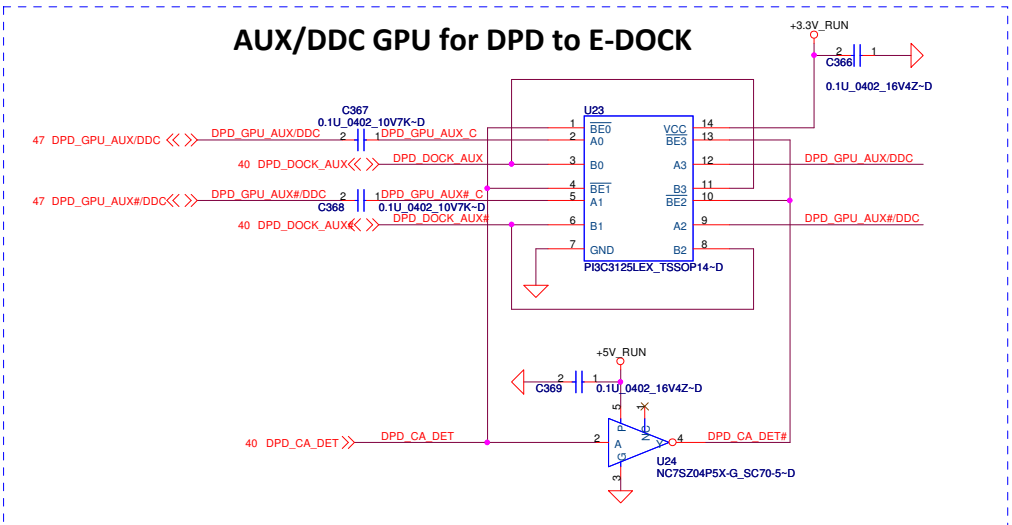 AUX/DDC GPU for DPD to E-DOCK
+3.3V_RUN
2 1
C366
0.1U_0402_16V4Z~D
C367
0.1U_0402_10V7K~D
U23
47 DPD_GPU_AUX/DDC DPD_GPU_AUX/DDC 2 1 DPD_GPU_AUX_C
40 DPD_DOCK_AUX DPD_DOCK_AUX
47 DPD_GPU_AUX#/DDC DPD_GPU_AUX#/DDC 2 1 DPD_GPU_AUX#_C
C368 0.1U_0402_10V7K~D
40 DPD_DOCK_AUX# DPD_DOCK_AUX#
1 BE0 VCC 14
2 A0 BE3 13
3 B0 A3 12 DPD_GPU_AUX/DDC
4 BE1 B3 11
5 A1 BE2 10
6 B1 A2 9 DPD_GPU_AUX#/DDC
7 GND B2 8
PI3C3125LEX_TSSOP14~D
+5V_RUN
2 1
C369 0.1U_0402_16V4Z~D
5 P NC 1
40 DPD_CA_DET DPD_CA_DET 2 A Y 4 DPD_CA_DET#
G 3
U24
NC7SZ04P5X-G_SC70-5~D